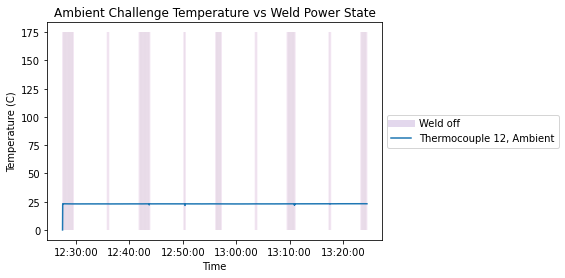 Ambient Challenge Temperature vs Weld Power State
175
150
125
100
75
50
25
0
Temperature (C)
12:30:00
12:40:00
12:50:00
13:00:00
13:10:00
13:20:00
Time
Weld off
Thermocouple 12, Ambient